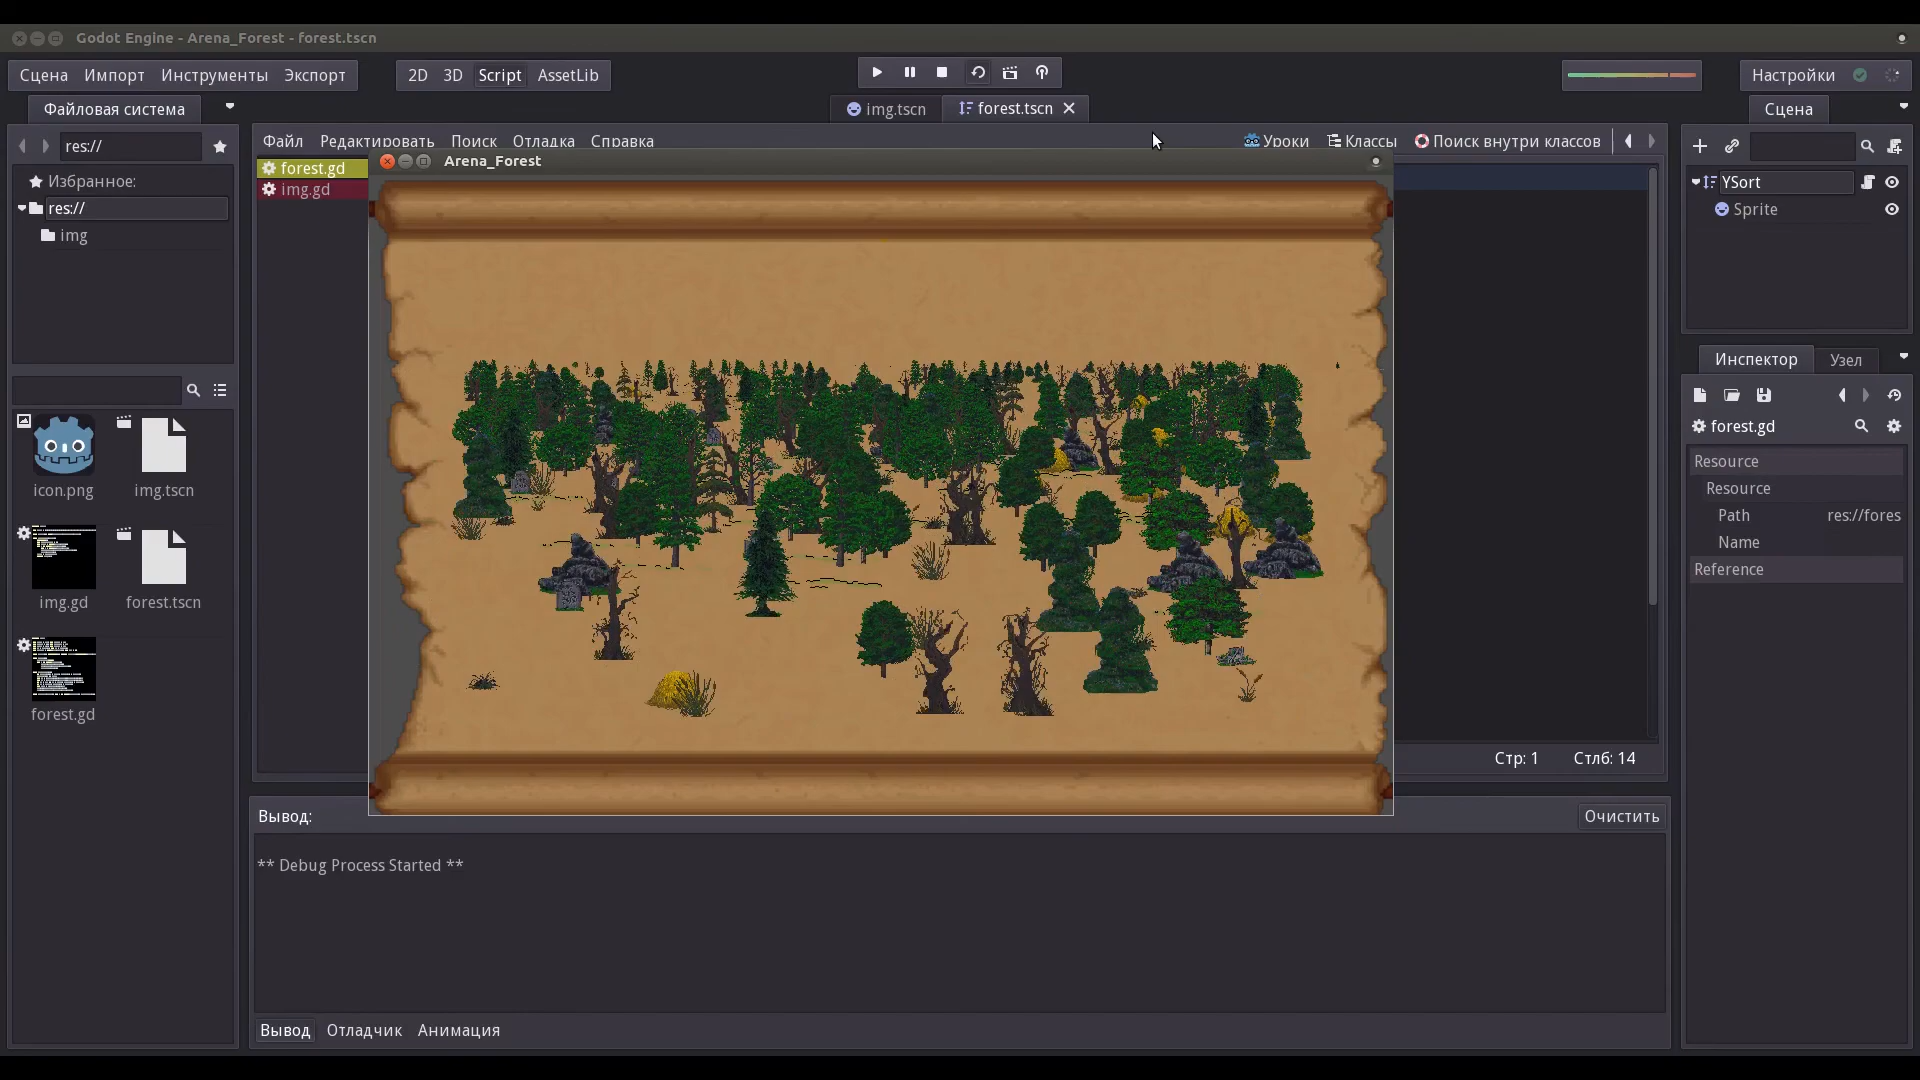 Godot Engine - Arena_Forest - forest.tscn
Сцена Импорт Инструменты Экспорт
2D 3D Script AssetLib
Настройки
Файловая система
img.tscn
forest.tscn
Сцена
res://
Файл Редактировать Поиск Отладка Справка
Уроки Классы Поиск внутри классов
Избранное:
res://
img
forest.gd
img.gd
Arena_Forest
YSort
Sprite
Инспектор Узел
forest.gd
Resource
Resource
Path res://fores
Name
Reference
icon.png
img.tscn
img.gd
forest.tscn
forest.gd
Стр: 1 Стлб: 14
Вывод:
Очистить
** Debug Process Started **
Вывод Отладчик Анимация